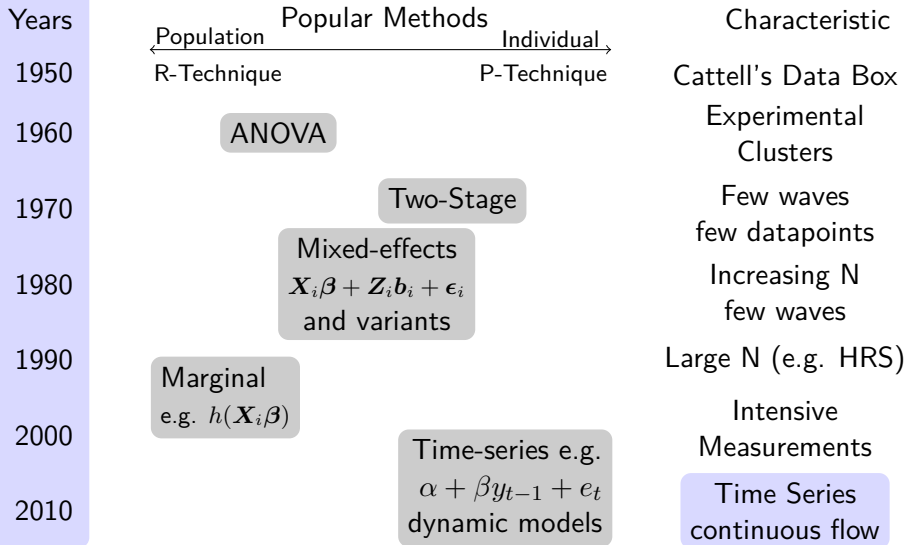 Years
Popular Methods
Characteristic
Population
Individual
1950
R-Technique
P-Technique
Cattell's Data Box
1960
ANOVA
Experimental
Clusters
1970
Two-Stage
Few waves
few datapoints
1980
Mixed-effects
X_iβ + Z_ib_i + ϵ_i
and variants
Increasing N
few waves
1990
Marginal
e.g. h(X_iβ)
Large N (e.g. HRS)
2000
Intensive
Measurements
Time-series e.g.
α + βy_{t−1} + e_t
dynamic models
2010
Time Series
continuous flow